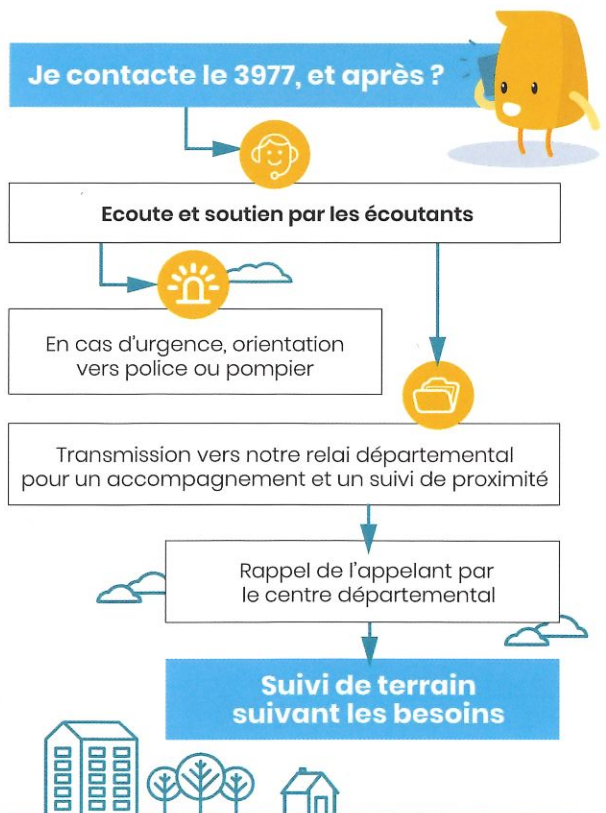 Je contacte le 3977, et après ?
Ecoute et soutien par les écoutants
En cas d'urgence, orientation
vers police ou pompier
Transmission vers notre relai départemental
pour un accompagnement et un suivi de proximité
Rappel de l'appelant par
le centre départemental
Suivi de terrain
suivant les besoins